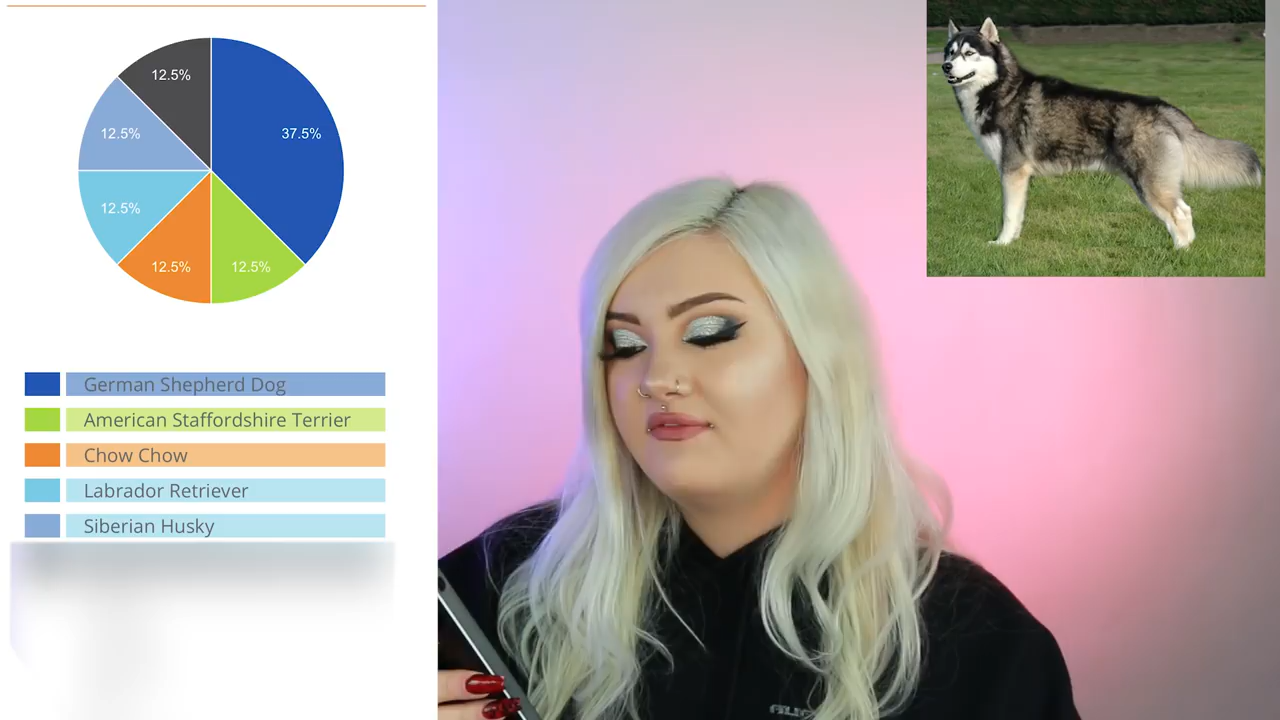 12.5%
37.5%
12.5%
12.5%
12.5%
12.5%
German Shepherd Dog
American Staffordshire Terrier
Chow Chow
Labrador Retriever
Siberian Husky